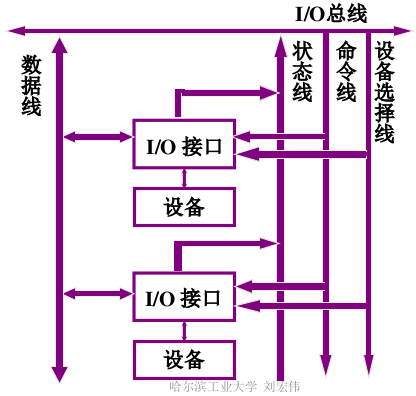 I/O总线
数据线
状态线
命令线
设备选择线
I/O 接口
设备
I/O 接口
设备
哈尔滨工业大学 刘宏伟